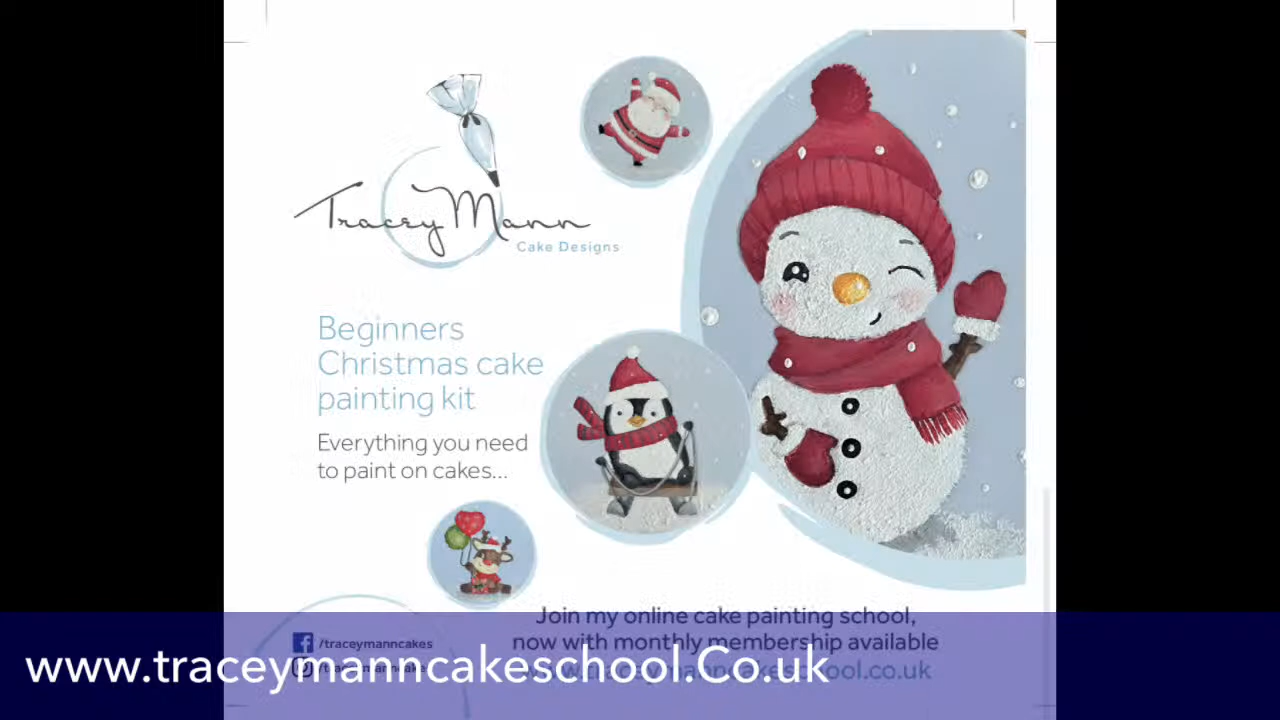 Tracey Mann
Cake Designs
Beginners
Christmas cake
painting kit
Everything you need
to paint on cakes...
Join my online cake painting school,
now with monthly membership available
/traceymanncakes
www.traceymanncakeschool.Co.uk